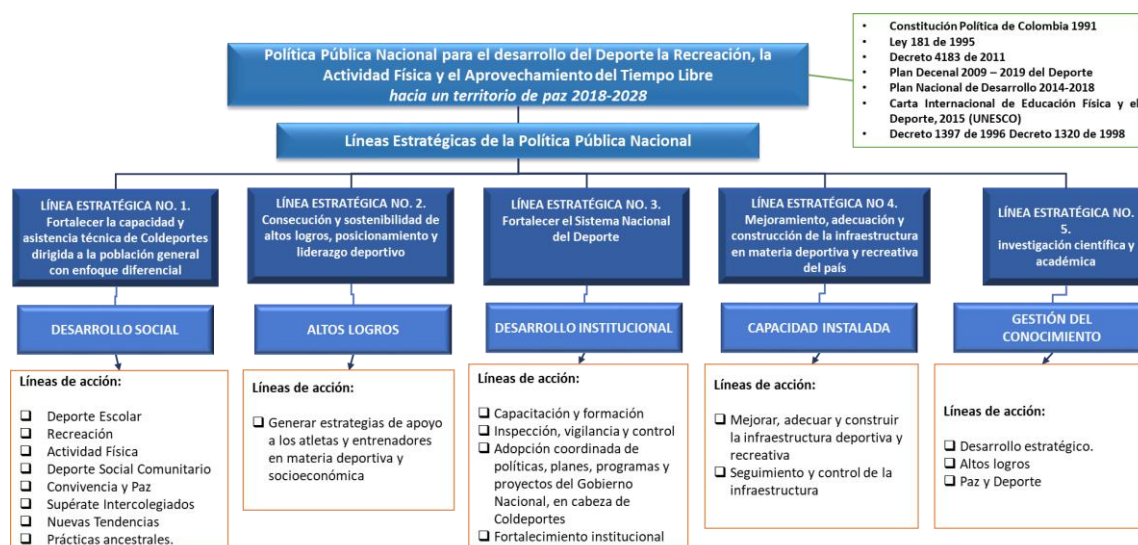 Política Pública Nacional para el desarrollo del Deporte la Recreación, la
Actividad Física y el Aprovechamiento del Tiempo Libre
hacia un territorio de paz 2018-2028
• Constitución Política de Colombia 1991
• Ley 181 de 1995
• Decreto 4183 de 2011
• Plan Decenal 2009 – 2019 del Deporte
• Plan Nacional de Desarrollo 2014-2018
• Carta Internacional de Educación Física y el
Deporte, 2015 (UNESCO)
• Decreto 1397 de 1996 Decreto 1320 de 1998
Líneas Estratégicas de la Política Pública Nacional
LÍNEA ESTRATÉGICA NO. 1.
Fortalecer la capacidad y
asistencia técnica de Coldeportes
dirigida a la población general
con enfoque diferencial
LÍNEA ESTRATÉGICA NO. 2.
Consecución y sostenibilidad de
altos logros, posicionamiento y
liderazgo deportivo
LÍNEA ESTRATÉGICA NO. 3.
Fortalecer el Sistema Nacional
del Deporte
LÍNEA ESTRATÉGICA NO 4.
Mejoramiento, adecuación y
construcción de la infraestructura
en materia deportiva y recreativa
del país
LÍNEA ESTRATÉGICA NO.
5.
investigación científica y
académica
DESARROLLO SOCIAL
ALTOS LOGROS
DESARROLLO INSTITUCIONAL
CAPACIDAD INSTALADA
GESTIÓN DEL
CONOCIMIENTO
Líneas de acción:
❑ Deporte Escolar
❑ Recreación
❑ Actividad Física
❑ Deporte Social Comunitario
❑ Convivencia y Paz
❑ Supérate Intercolegiados
❑ Nuevas Tendencias
❑ Prácticas ancestrales.
Líneas de acción:
❑ Generar estrategias de apoyo
a los atletas y entrenadores
en materia deportiva y
socioeconómica
Líneas de acción:
❑ Capacitación y formación
❑ Inspección, vigilancia y control
❑ Adopción coordinada de
políticas, planes, programas y
proyectos del Gobierno
Nacional, en cabeza de
Coldeportes
❑ Fortalecimiento institucional
Líneas de acción:
❑ Mejorar, adecuar y construir
la infraestructura deportiva y
recreativa
❑ Seguimiento y control de la
infraestructura
Líneas de acción:
❑ Desarrollo estratégico.
❑ Altos logros
❑ Paz y Deporte